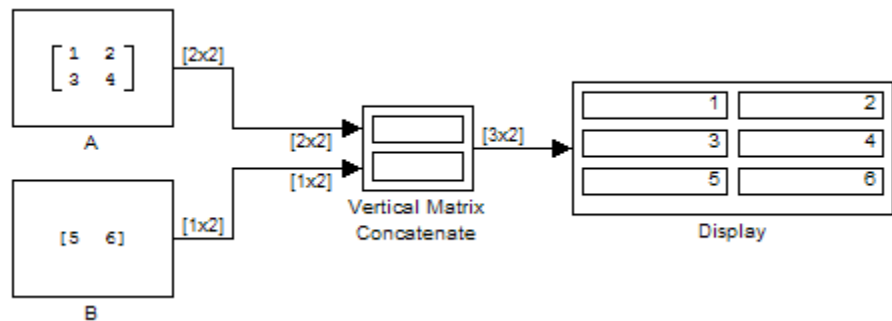 1 2
3 4
[2x2]
A
[5 6]
[1x2]
B
[2x2]
[1x2]
Vertical Matrix
Concatenate
[3x2]
1 2
3 4
5 6
Display